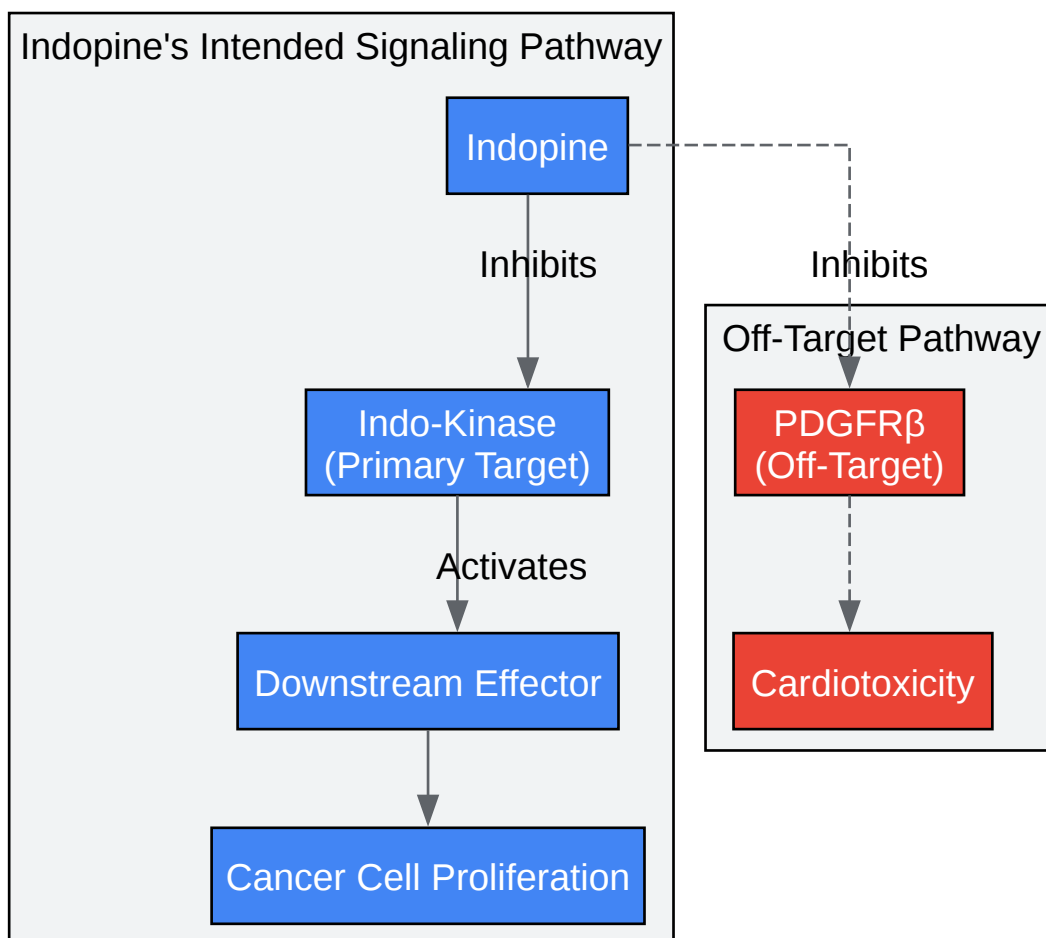 Indopine's Intended Signaling Pathway
Indopine
Inhibits
Inhibits
Off-Target Pathway
Indo-Kinase
(Primary Target)
PDGFRβ
(Off-Target)
Activates
Downstream Effector
Cardiotoxicity
Cancer Cell Proliferation